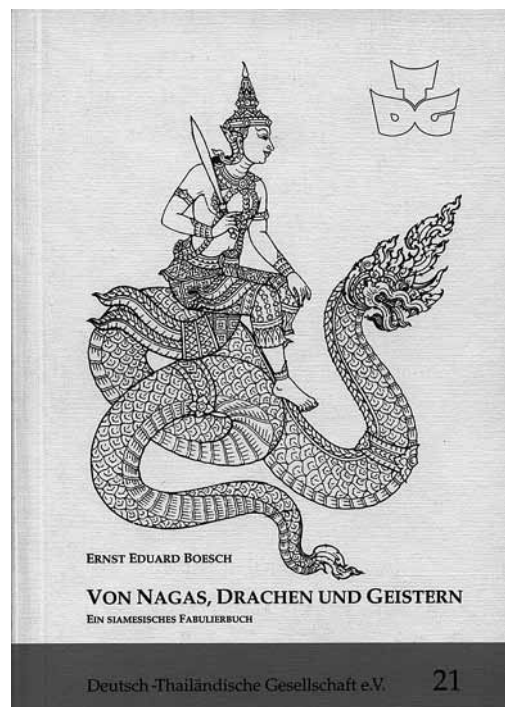 ERNST EDUARD BOESCH
VON NAGAS, DRACHEN UND GEISTERN
EIN SIAMESISCHES FABULIERBUCH
Deutsch-Thailändische Gesellschaft e.V. 21